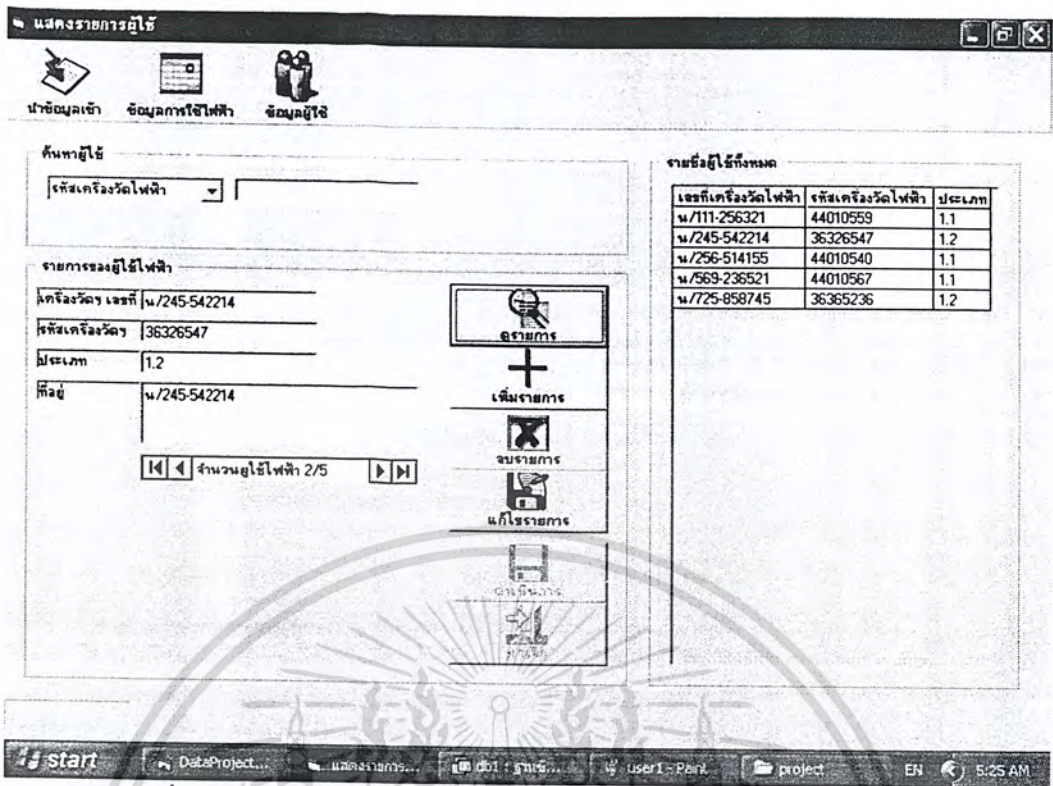 แสดงรายการผู้ใช้
นำข้อมูลเข้า ข้อมูลการใช้ไฟฟ้า ข้อมูลผู้ใช้
ค้นหาผู้ใช้
รหัสเครื่องวัดไฟฟ้า
รายการของผู้ใช้ไฟฟ้า
เครื่องวัดฯ เลขที่ น/245-542214
รหัสเครื่องวัดฯ 36326547
ประเภท 1.2
ที่อยู่ น/245-542214
จำนวนผู้ใช้ไฟฟ้า 2/5
ดูรายการ
เพิ่มรายการ
ลบรายการ
แก้ไขรายการ
ดำเนินการ
ยกเลิก
รายชื่อผู้ใช้ทั้งหมด
เลขที่เครื่องวัดไฟฟ้า รหัสเครื่องวัดไฟฟ้า ประเภท
น/111-256321 44010559 1.1
น/245-542214 36326547 1.2
น/256-514155 44010540 1.1
น/569-236521 44010567 1.1
น/725-858745 36365236 1.2
start DataProject... แสดงรายการ... db1 : ฐานข้... user1 - Paint project EN 5:25 AM